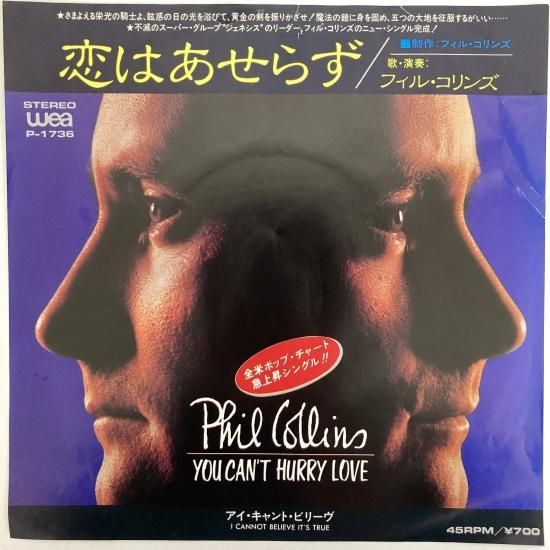 ★さまよえる栄光の騎士よ、眩惑の日の光を浴びて、黄金の剣を振りかざせ!魔法の鎧に身を固め、五つの大地を征服するがいい……
★不滅のスーパー・グループ"ジェネシス"のリーダー、フィル・コリンズのニュー・シングル完成!
恋はあせらず
制作:フィル・コリンズ
歌・演奏:
フィル・コリンズ
STEREO
wea
P-1736
全米ポップ・チャート
急上昇シングル!!
Phil Collins
YOU CAN'T HURRY LOVE
アイ・キャント・ビリーヴ
I CANNOT BELIEVE IT'S TRUE
45RPM/¥700